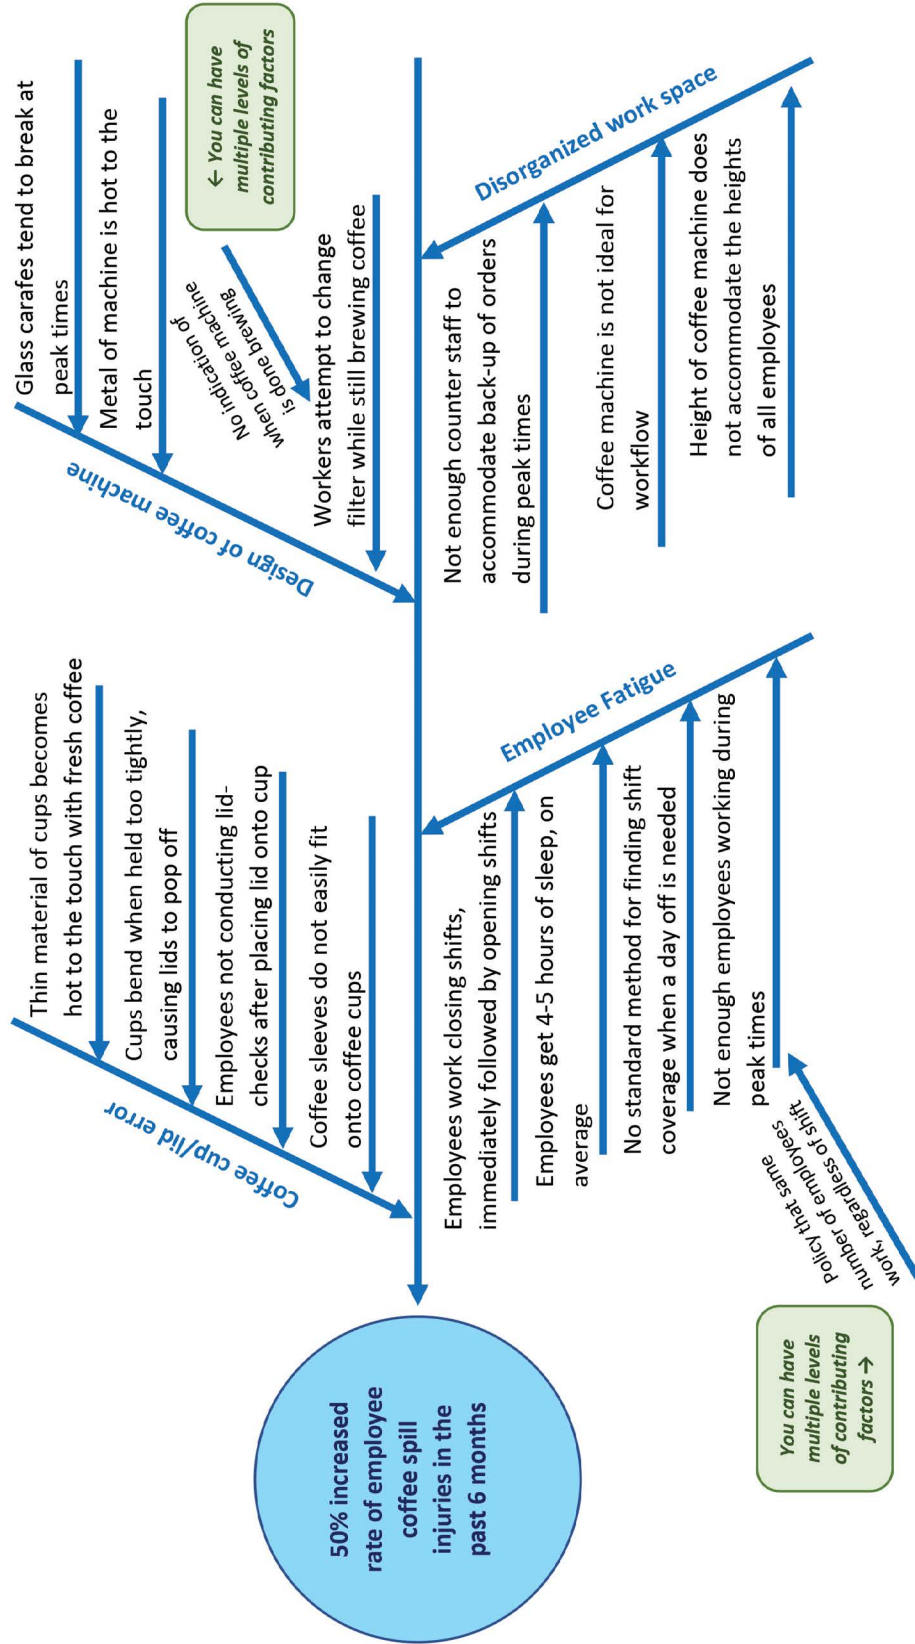 50% increased
rate of employee
coffee spill
injuries in the
past 6 months
Coffee cup/lid error
Thin material of cups becomes
hot to the touch with fresh coffee
Cups bend when held too tightly,
causing lids to pop off
Employees not conducting lid-
checks after placing lid onto cup
Coffee sleeves do not easily fit
onto coffee cups
Design of coffee machine
Glass carafes tend to break at
peak times
Metal of machine is hot to the
touch
No indication of
when coffee machine
is done brewing
← You can have
multiple levels of
contributing factors
Workers attempt to change
filter while still brewing coffee
Employee Fatigue
Employees work closing shifts,
immediately followed by opening shifts
Employees get 4-5 hours of sleep, on
average
No standard method for finding shift
coverage when a day off is needed
Not enough employees working during
peak times
Policy that same
number of employees
work, regardless of shift
You can have
multiple levels
of contributing
factors →
Disorganized work space
Not enough counter staff to
accommodate back-up of orders
during peak times
Coffee machine is not ideal for
workflow
Height of coffee machine does
not accommodate the heights
of all employees